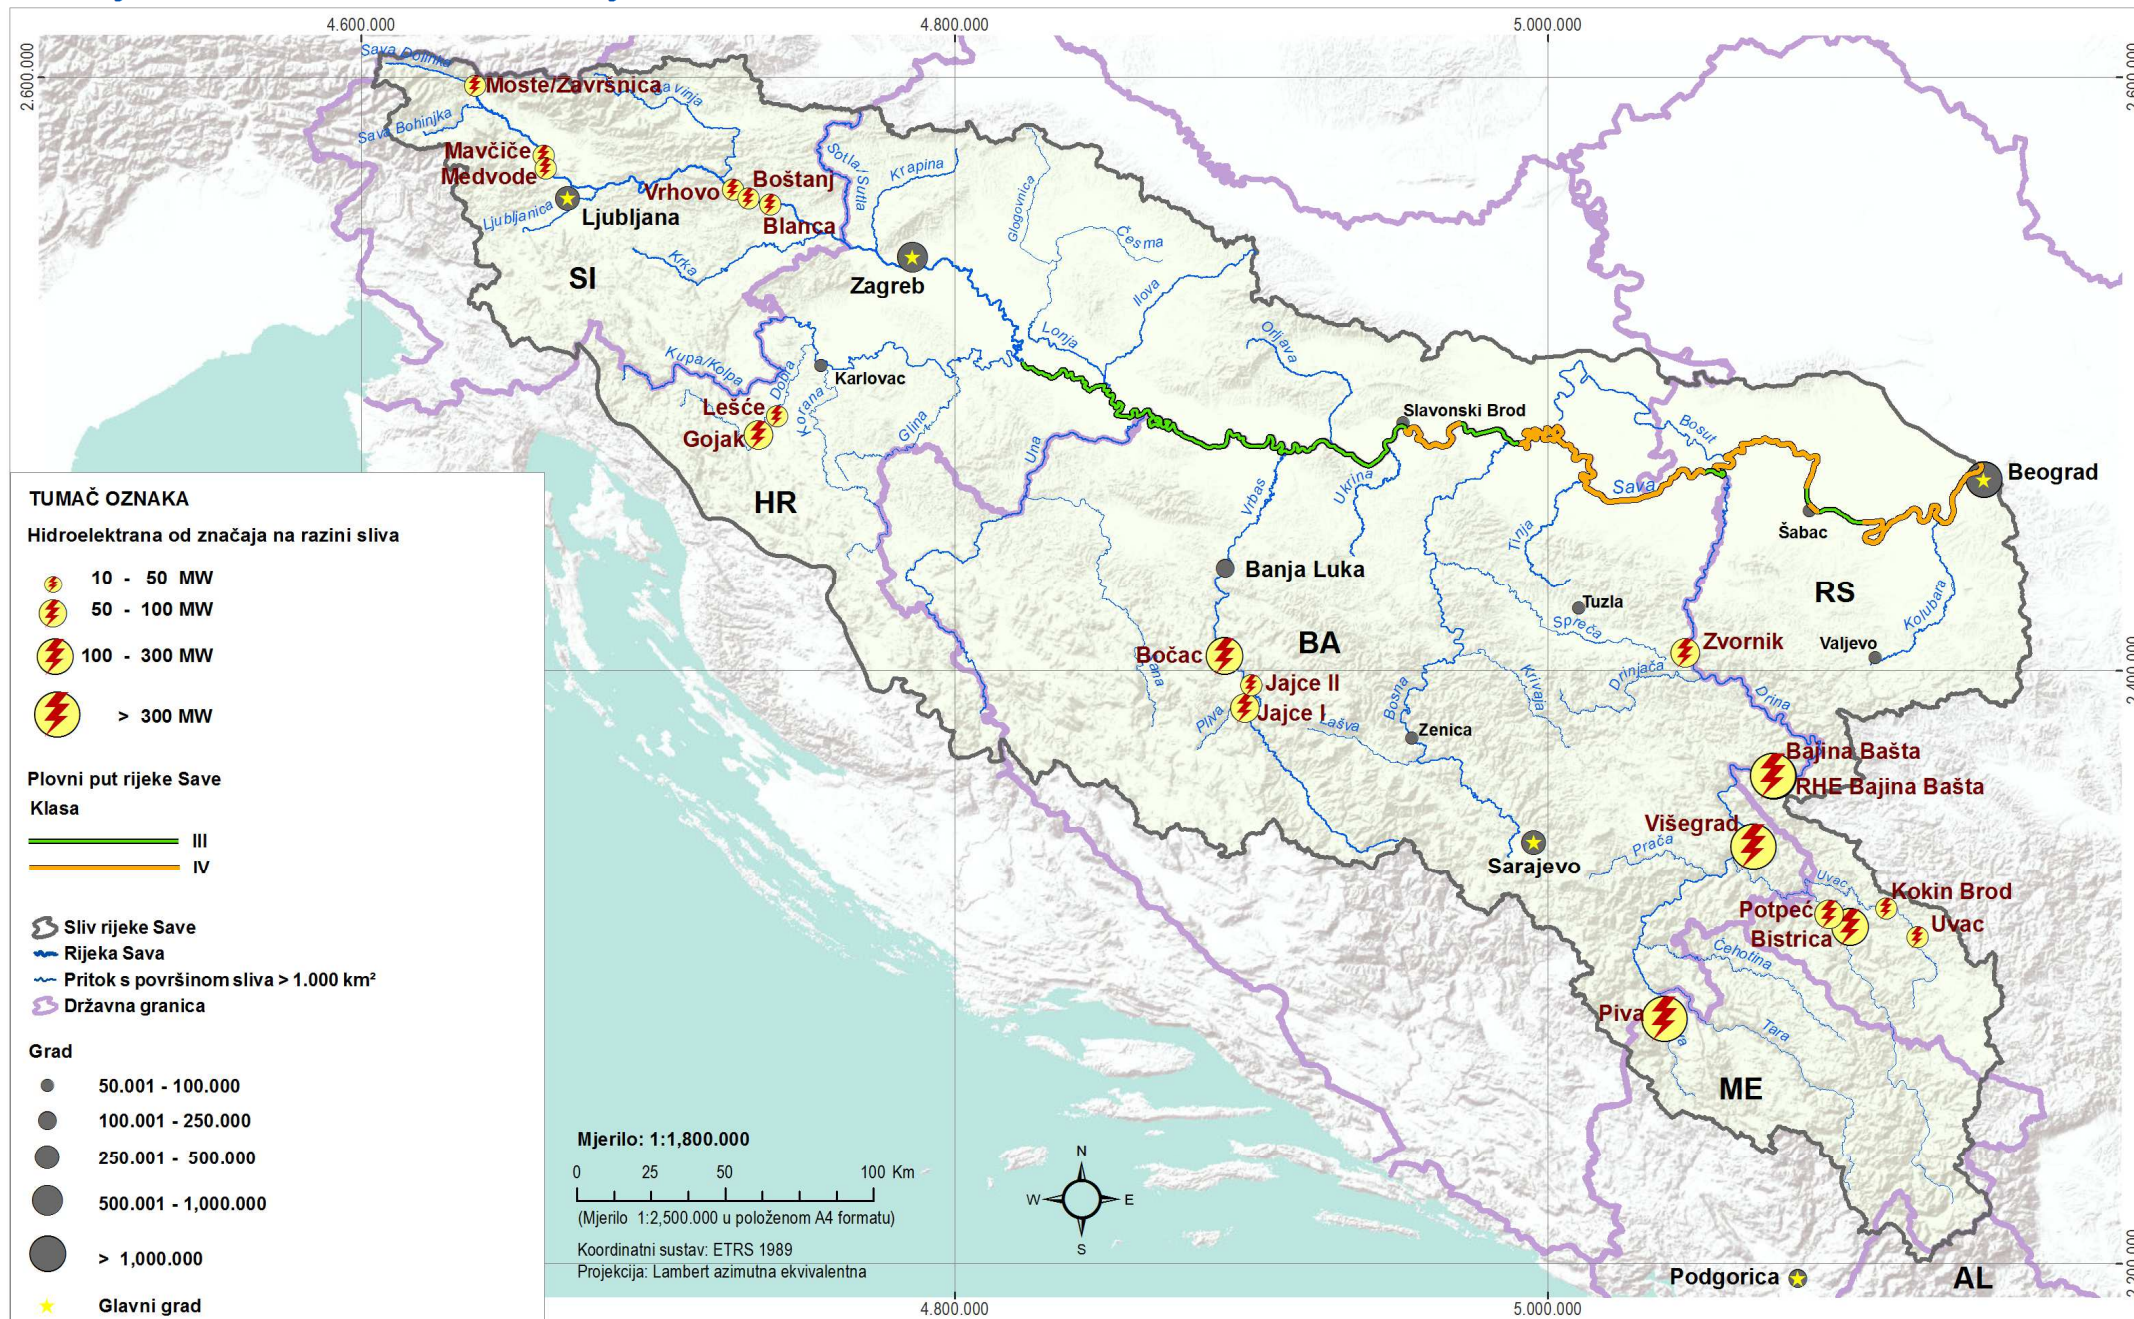 4.600.000
4.800.000
5.000.000
2.600.000
Sava Dolinka
Moste/Završnica
Savinja
Sava Bohinjka
Mavčiče
Medvode
Ljubljanica
Ljubljana
Vrhovo
Boštanj
Blanca
Sotla/Sutla
Krapina
Glogovnica
Česma
Krka
SI
Zagreb
Ilova
Lonja
Orljava
Kupa/Kolpa
Dobra
Karlovac
Korana
Lešće
Gojak
Glina
Una
HR
Slavonski Brod
Bosut
Sava
Beograd
Vrbas
Ukrina
Tinja
Šabac
Banja Luka
BA
Tuzla
Spreča
RS
Valjevo
Kolubara
Zvornik
Bočac
Jajce II
Jajce I
Pliva
Lašva
Bosna
Zenica
Krivaja
Drinjača
Drina
Bajina Bašta
RHE Bajina Bašta
Višegrad
Prača
Sarajevo
Uvac
Kokin Brod
Potpeć
Bistrica
Uvac
Ćehotina
Piva
Tara
ME
Podgorica
AL
TUMAČ OZNAKA
Hidroelektrana od značaja na razini sliva
10 - 50 MW
50 - 100 MW
100 - 300 MW
> 300 MW
Plovni put rijeke Save
Klasa
III
IV
Sliv rijeke Save
Rijeka Sava
Pritok s površinom sliva > 1.000 km²
Državna granica
Grad
50.001 - 100.000
100.001 - 250.000
250.001 - 500.000
500.001 - 1,000.000
> 1,000.000
Glavni grad
Mjerilo: 1:1,800.000
0 25 50 100 Km
(Mjerilo 1:2,500.000 u položenom A4 formatu)
Koordinatni sustav: ETRS 1989
Projekcija: Lambert azimutna ekvivalentna
N
W
E
S
4.800.000
5.000.000